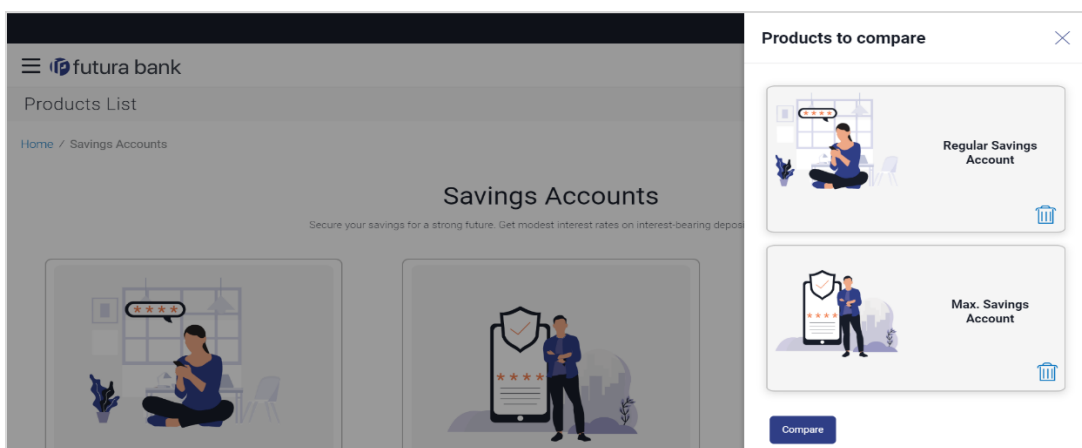 futura bank
Products List
Home / Savings Accounts
Savings Accounts
Secure your savings for a strong future. Get modest interest rates on interest-bearing depos
Products to compare
Regular Savings
Account
Max. Savings
Account
Compare